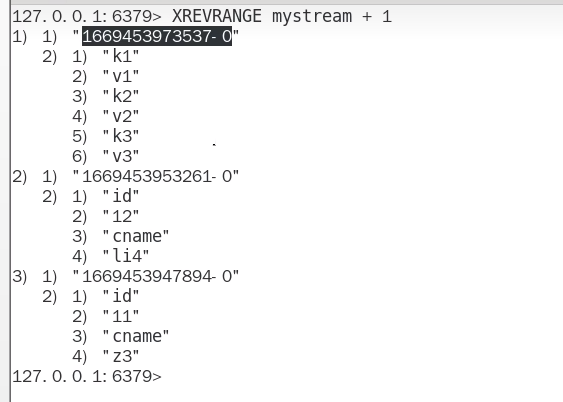 127.0.0.1:6379> XREVRANGE mystream + 1
1) 1) "1669453973537-0"
2) 1) "k1"
2) "v1"
3) "k2"
4) "v2"
5) "k3"
6) "v3"
2) 1) "1669453953261-0"
2) 1) "id"
2) "12"
3) "cname"
4) "li4"
3) 1) "1669453947894-0"
2) 1) "id"
2) "11"
3) "cname"
4) "z3"
127.0.0.1:6379>